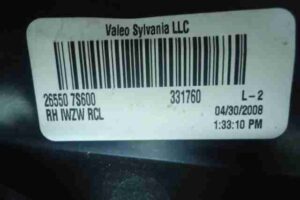 Valeo Sylvania LLC
26550 7S600 331760 L-2
RH IWZW RCL 04/30/2008
1:33:10 PM